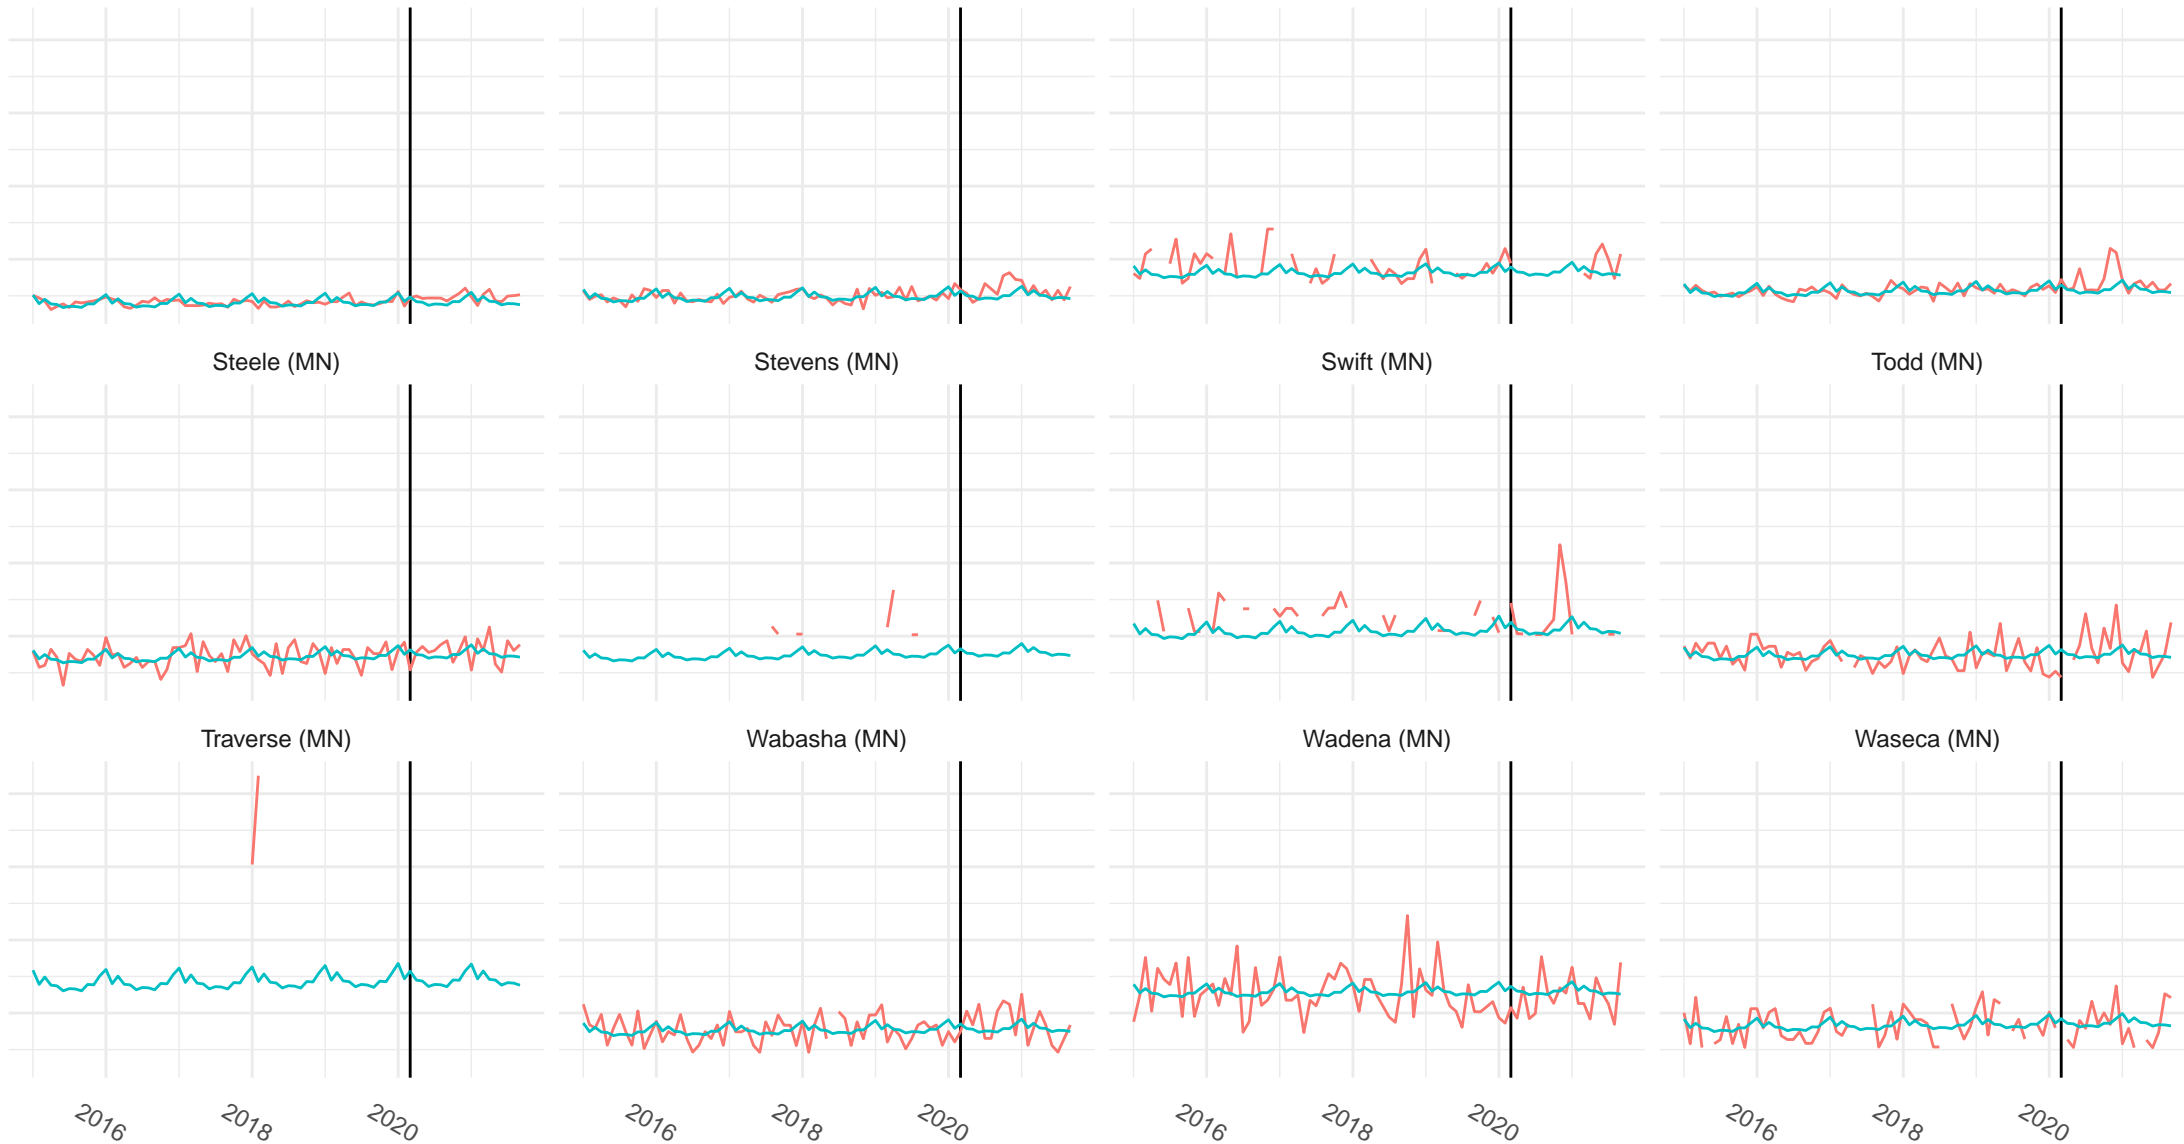 Steele (MN) Stevens (MN) Swift (MN) Todd (MN)
Traverse (MN) Wabasha (MN) Wadena (MN) Waseca (MN)
2016 2018 2020 2016 2018 2020 2016 2018 2020 2016 2018 2020